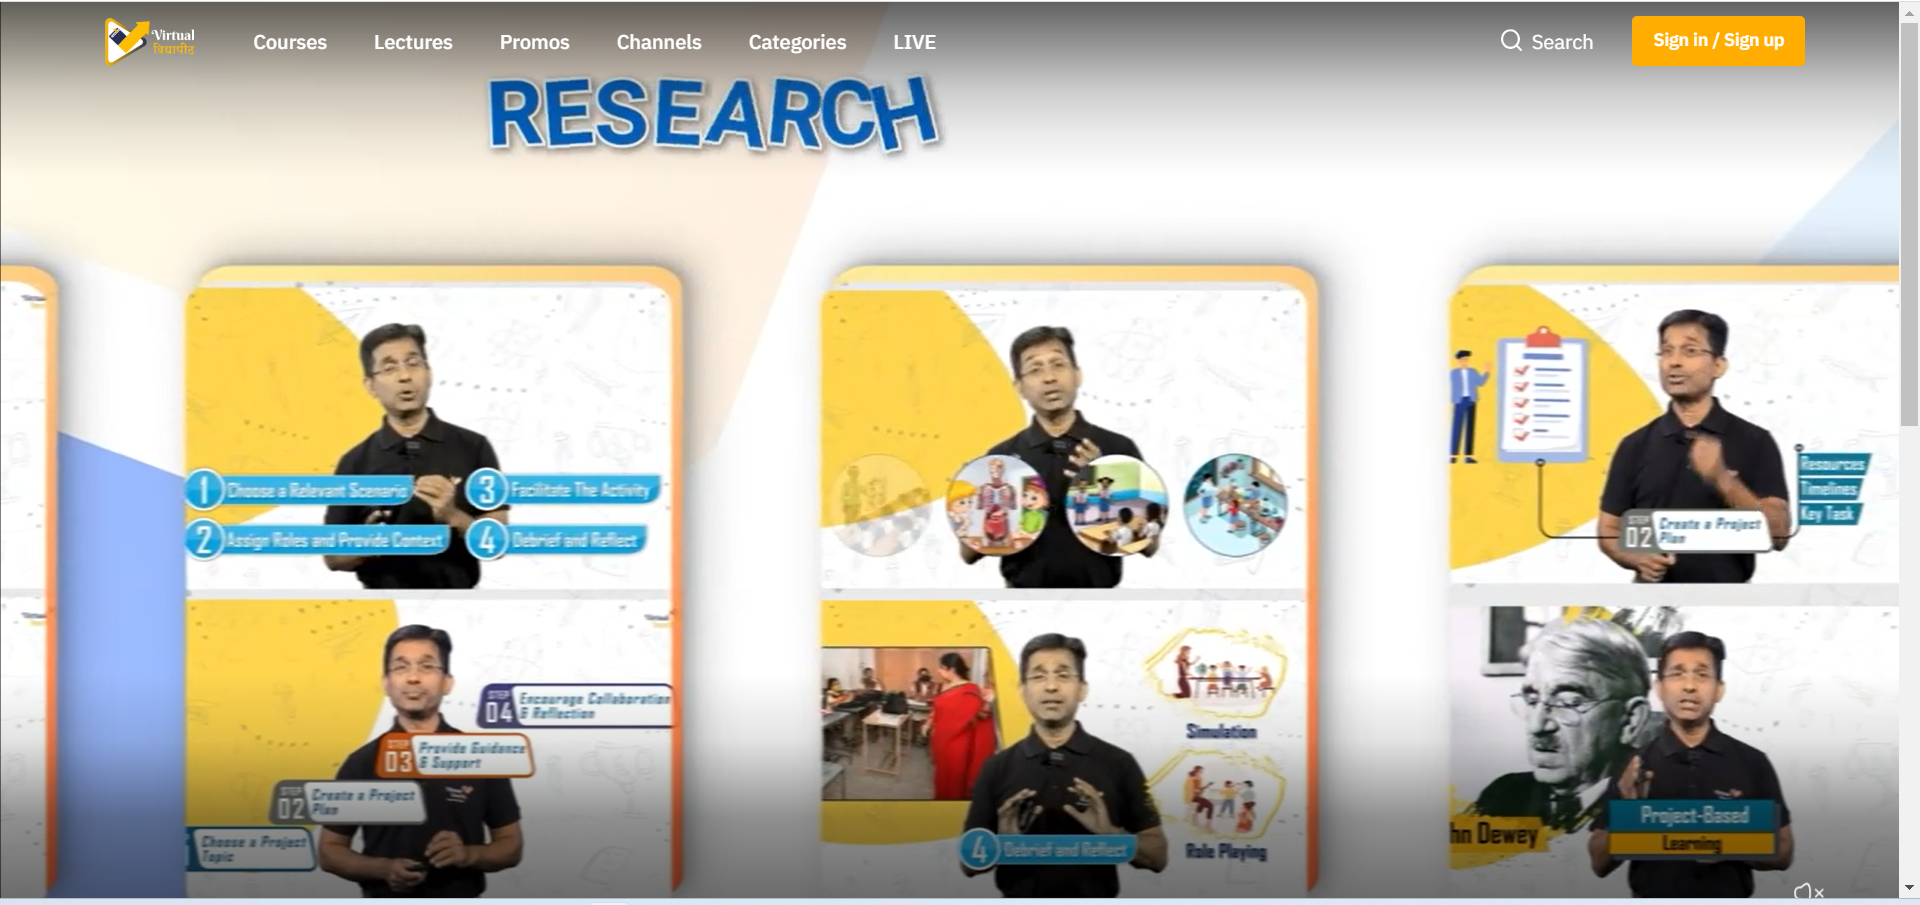 Virtual
विद्यापीठ
Courses
Lectures
Promos
Channels
Categories
LIVE
Search
Sign in / Sign up
RESEARCH
1 Choose a Relevant Scenario
3 Facilitate The Activity
2 Assign Roles and Provide Context
4 Debrief and Reflect
Resources
Timelines
Key Task
STEP 02 Create a Project
Plan
STEP 04 Encourage Collaboration
& Reflection
STEP 03 Provide Guidance
& Support
STEP 02 Create a Project
Plan
Choose a Project
Topic
Simulation
Role Playing
4 Debrief and Reflect
hn Dewey
Project-Based
Learning